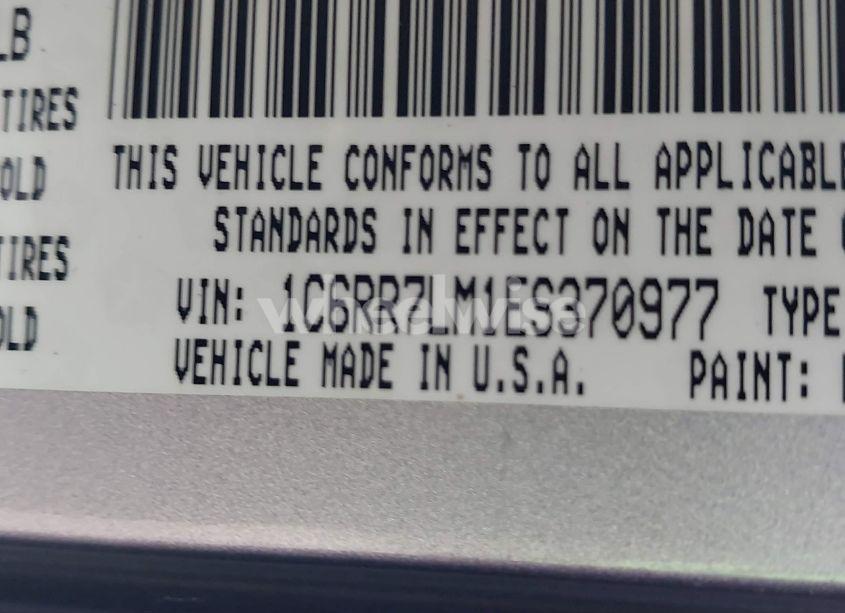 LB
TIRES
OLD
TIRES
OLD
THIS VEHICLE CONFORMS TO ALL APPLICABLE
STANDARDS IN EFFECT ON THE DATE
VIN: 1C6RR7LM1ES370977 TYPE
VEHICLE MADE IN U.S.A. PAINT:
wheelwise